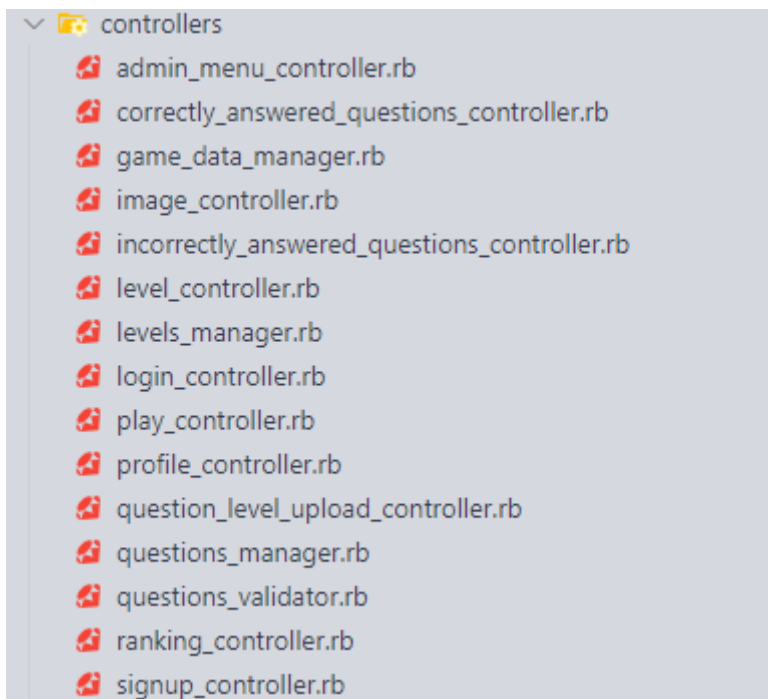 controllers
admin_menu_controller.rb
correctly_answered_questions_controller.rb
game_data_manager.rb
image_controller.rb
incorrectly_answered_questions_controller.rb
level_controller.rb
levels_manager.rb
login_controller.rb
play_controller.rb
profile_controller.rb
question_level_upload_controller.rb
questions_manager.rb
questions_validator.rb
ranking_controller.rb
signup_controller.rb